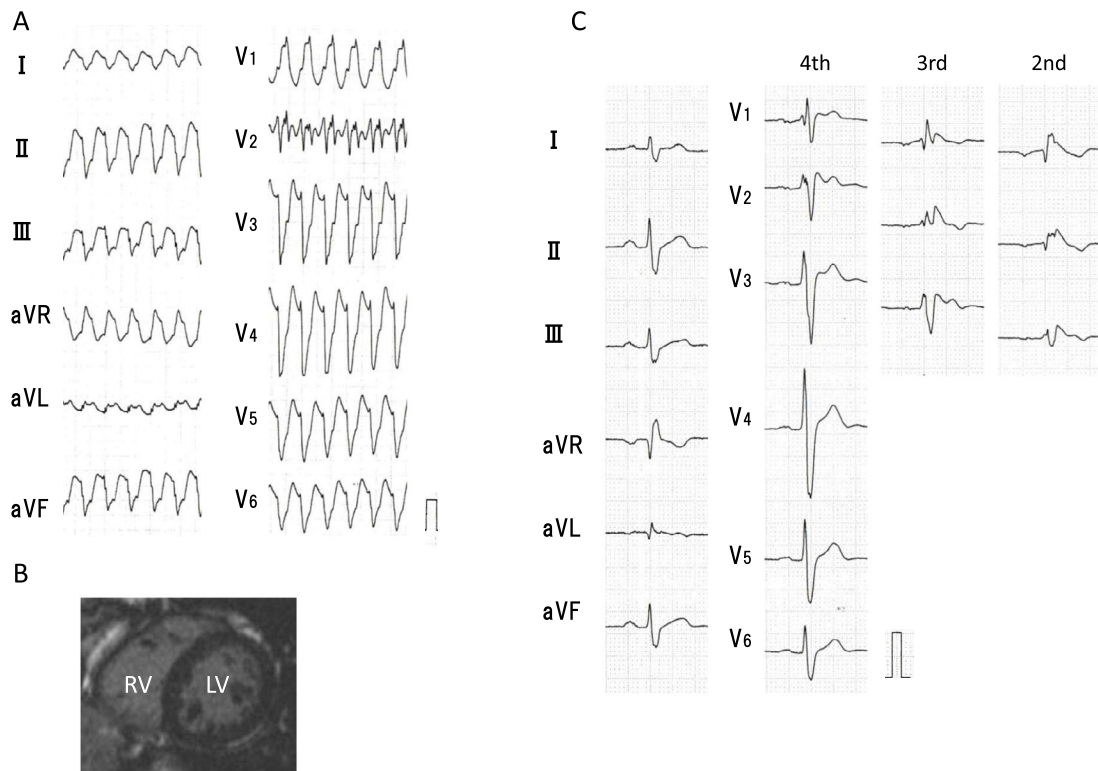 A
I
II
III
aVR
aVL
aVF
V1
V2
V3
V4
V5
V6
B
RV LV
C
4th 3rd 2nd
I
II
III
aVR
aVL
aVF
V1
V2
V3
V4
V5
V6